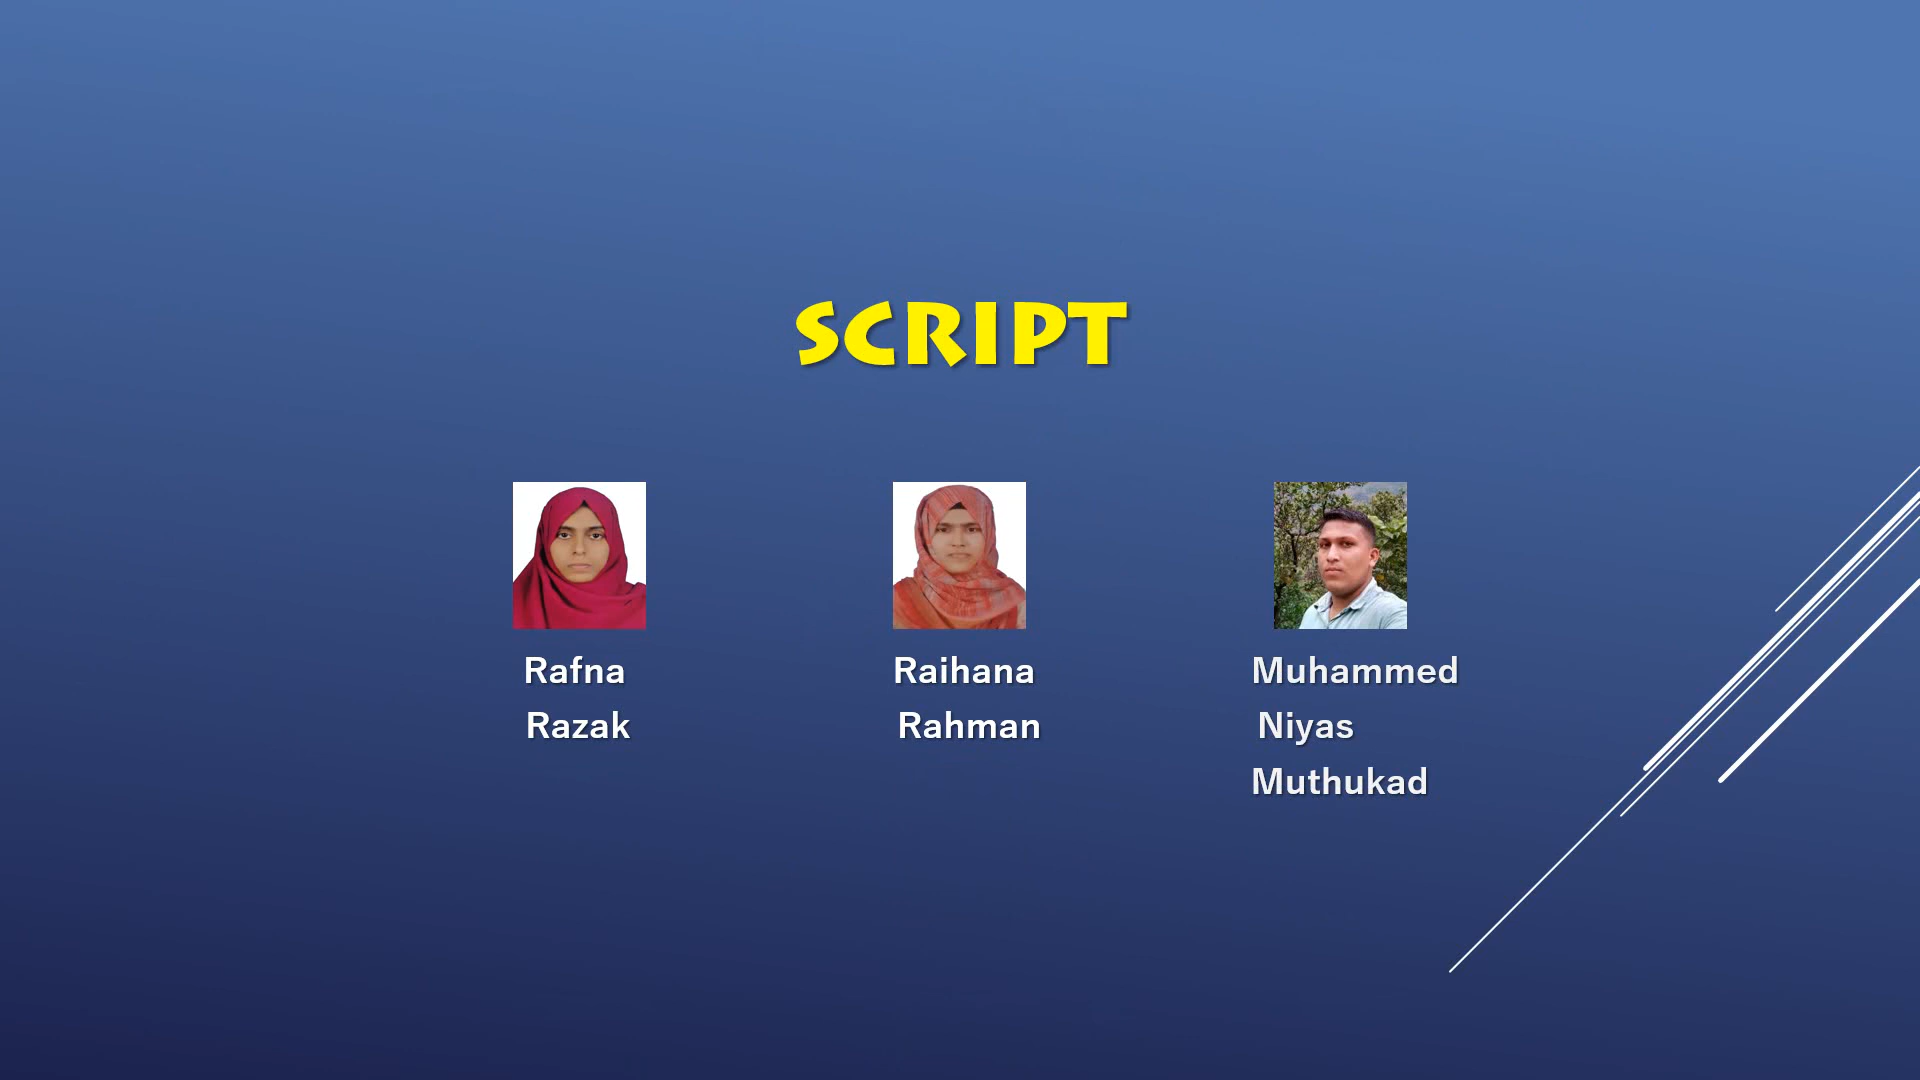 SCRIPT
Rafna
Razak
Raihana
Rahman
Muhammed
Niyas
Muthukad